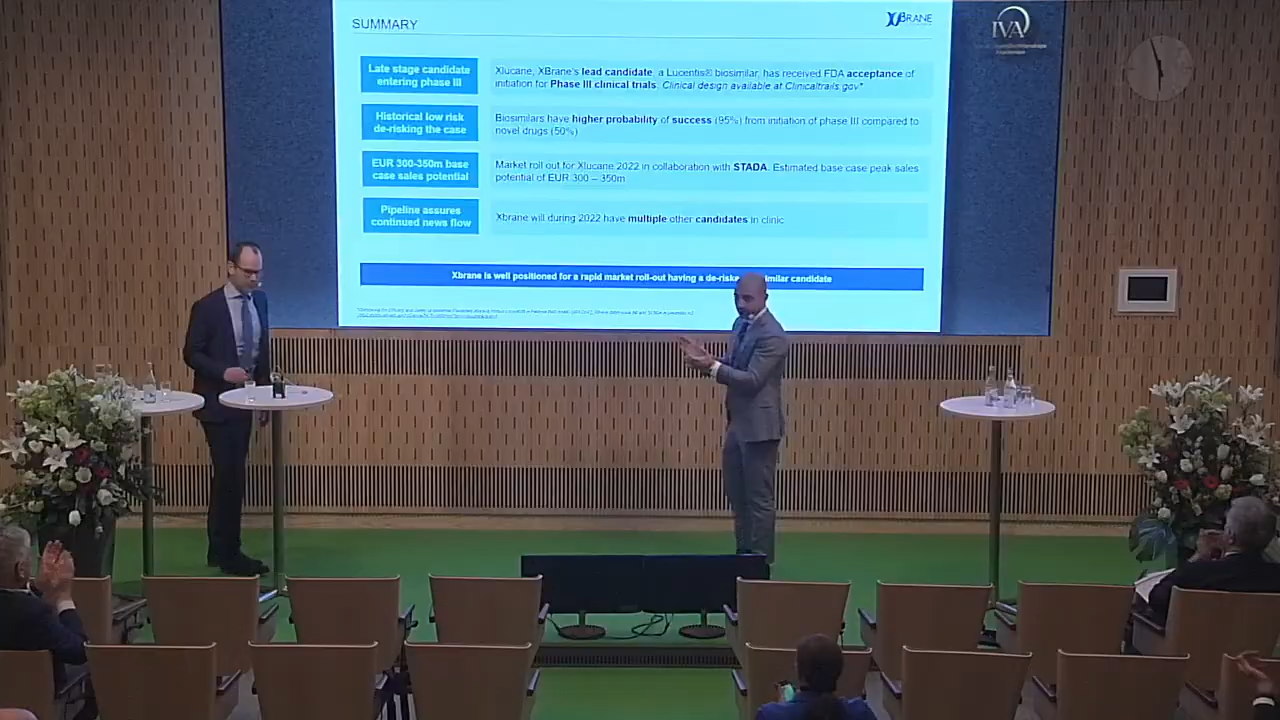 SUMMARY
XBRANE
IVA
Late stage candidate
entering phase III
Xlucane, XBrane's lead candidate, a Lucentis® biosimilar, has received FDA acceptance of
initiation for Phase III clinical trials. Clinical design available at Clinicaltrails.gov*
Historical low risk
de-risking the case
Biosimilars have higher probability of success (95%) from initiation of phase III compared to
novel drugs (50%)
EUR 300-350m base
case sales potential
Market roll out for Xlucane 2022 in collaboration with STADA. Estimated base case peak sales
potential of EUR 300 – 350m
Pipeline assures
continued news flow
Xbrane will during 2022 have multiple other candidates in clinic
Xbrane is well positioned for a rapid market roll-out having a de-riske imilar candidate